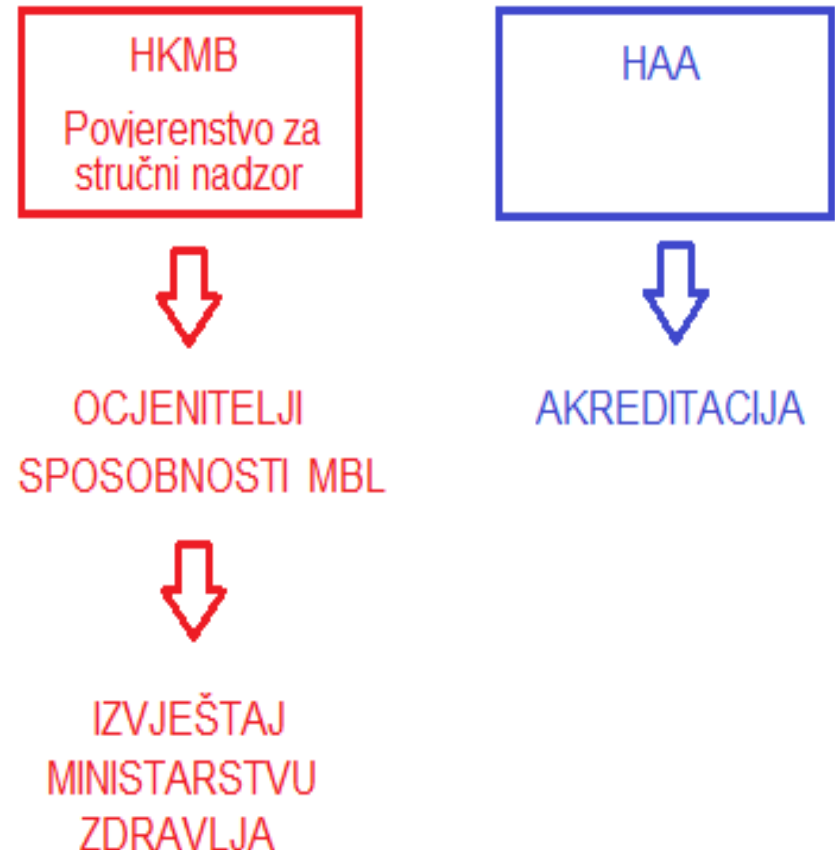 HKMB
Povjerenstvo za
stručni nadzor
OCJENITELJI
SPOSOBNOSTI MBL
IZVJEŠTAJ
MINISTARSTVU
ZDRAVLJA
HAA
AKREDITACIJA